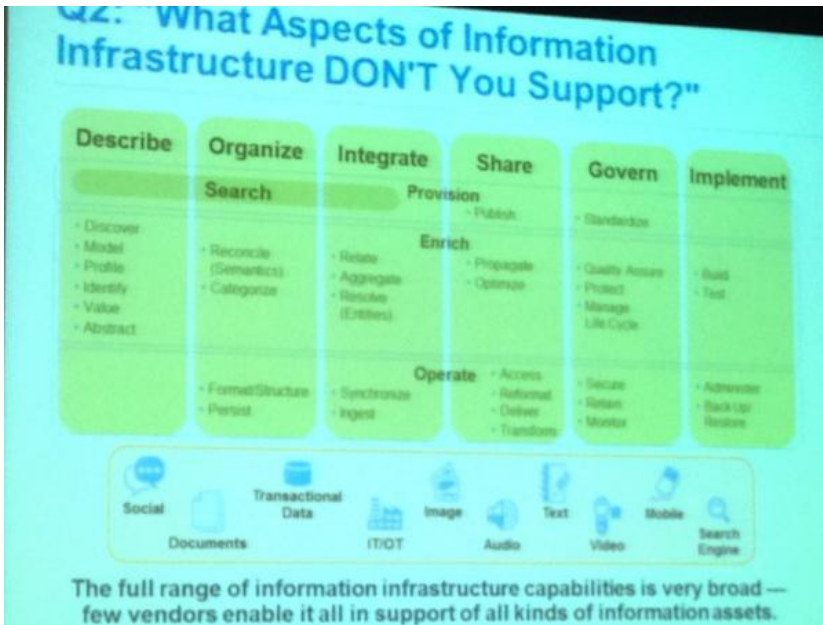 Q2: "What Aspects of Information
Infrastructure DON'T You Support?"
Describe
Organize
Integrate
Share
Govern
Implement
Search
Provision
• Publish
• Standardize
Enrich
• Discover
• Model
• Profile
• Identify
• Value
• Abstract
• Reconcile
(Semantics)
• Categorize
• Relate
• Aggregate
• Resolve
(Entities)
• Propagate
• Optimize
• Quality Assure
• Protect
• Manage
Life Cycle
• Build
• Test
Operate
• Format/Structure
• Persist
• Synchronize
• Ingest
• Access
• Reformat
• Deliver
• Transform
• Secure
• Retain
• Monitor
• Administer
• Back Up/
Restore
Social
Documents
Transactional
Data
IT/OT
Image
Audio
Text
Video
Mobile
Search
Engine
The full range of information infrastructure capabilities is very broad —
few vendors enable it all in support of all kinds of information assets.